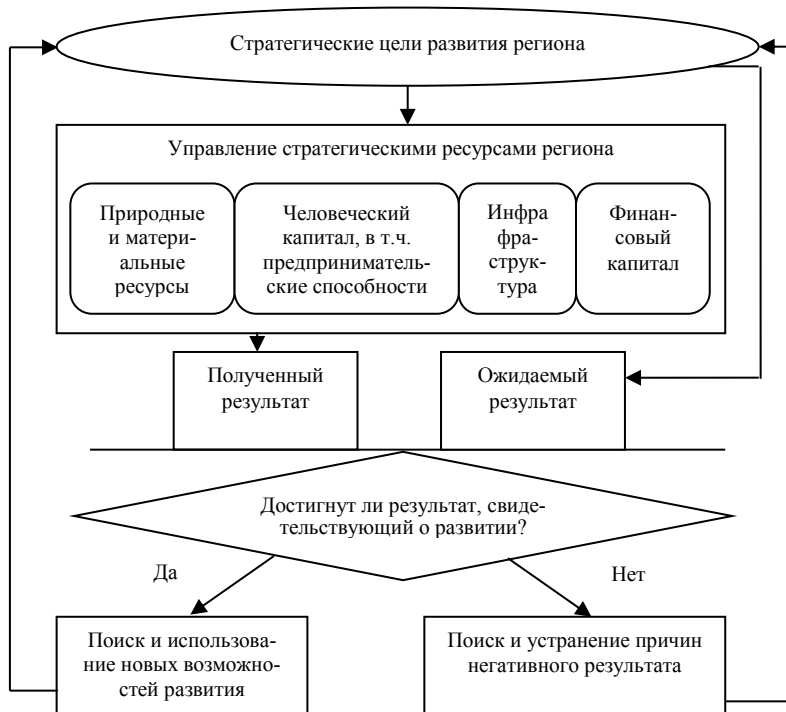 Стратегические цели развития региона
Управление стратегическими ресурсами региона
Природные
и матери-
альные
ресурсы
Человеческий
капитал, в т.ч.
предприниматель-
ские способности
Инфра
фра-
струк-
тура
Финан-
совый
капитал
Полученный
результат
Ожидаемый
результат
Достигнут ли результат, свиде-
тельствующий о развитии?
Да
Нет
Поиск и использова-
ние новых возможно-
стей развития
Поиск и устранение причин
негативного результата